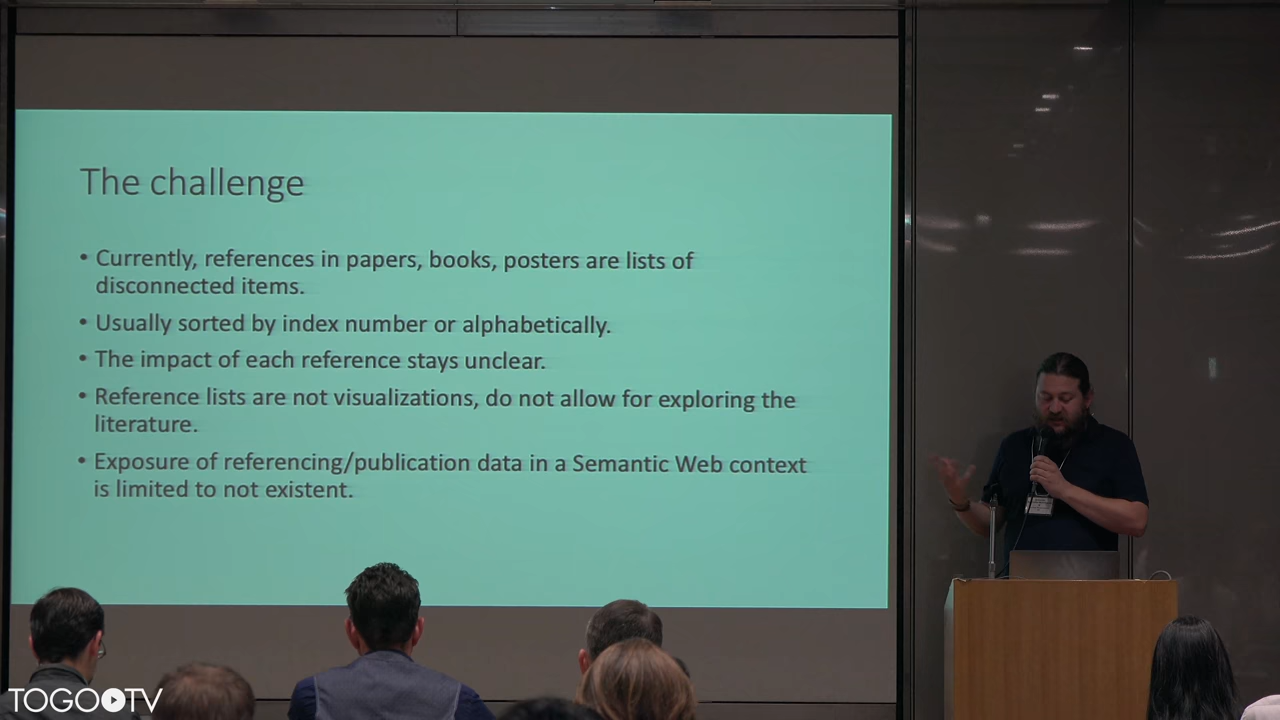 The challenge
• Currently, references in papers, books, posters are lists of
disconnected items.
• Usually sorted by index number or alphabetically.
• The impact of each reference stays unclear.
• Reference lists are not visualizations, do not allow for exploring the
literature.
• Exposure of referencing/publication data in a Semantic Web context
is limited to not existent.
TOGOTV